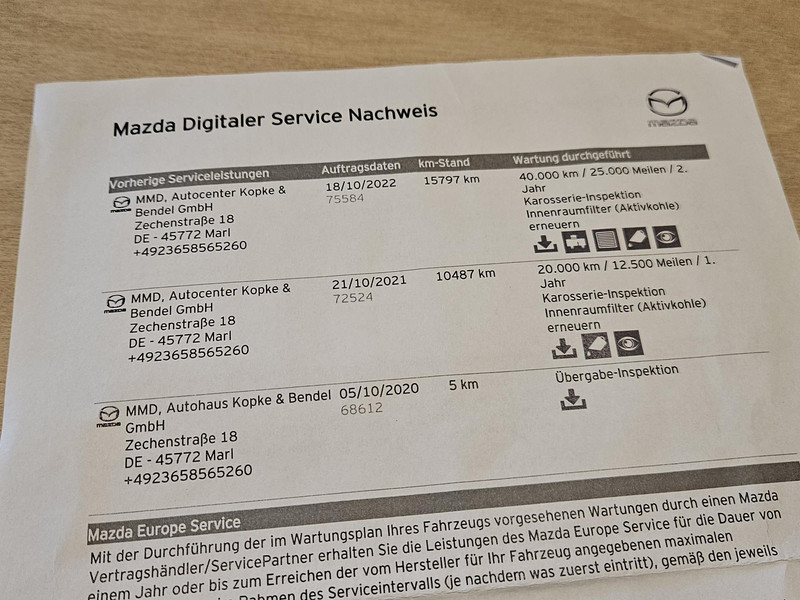 Mazda Digitaler Service Nachweis
mazda
Vorherige Serviceleistungen Auftragsdaten km-Stand Wartung durchgeführt
MMD, Autocenter Kopke & 18/10/2022 15797 km 40.000 km / 25.000 Meilen / 2.
Bendel GmbH 75584 Jahr
Zechenstraße 18 Karosserie-Inspektion
DE - 45772 Marl Innenraumfilter (Aktivkohle)
+4923658565260 erneuern
mazda
MMD, Autocenter Kopke & 21/10/2021 10487 km 20.000 km / 12.500 Meilen / 1.
Bendel GmbH 72524 Jahr
Zechenstraße 18 Karosserie-Inspektion
DE - 45772 Marl Innenraumfilter (Aktivkohle)
+4923658565260 erneuern
mazda
MMD, Autohaus Kopke & Bendel 05/10/2020 5 km Übergabe-Inspektion
GmbH 68612
Zechenstraße 18
DE - 45772 Marl
+4923658565260
mazda
Mazda Europe Service
Mit der Durchführung der im Wartungsplan Ihres Fahrzeugs vorgesehenen Wartungen durch einen Mazda
Vertragshändler/ServicePartner erhalten Sie die Leistungen des Mazda Europe Service für die Dauer von
einem Jahr oder bis zum Erreichen der vom Hersteller für Ihr Fahrzeug angegebenen maximalen
Rahmen des Serviceintervalls (je nachdem was zuerst eintritt), gemäß den jeweils